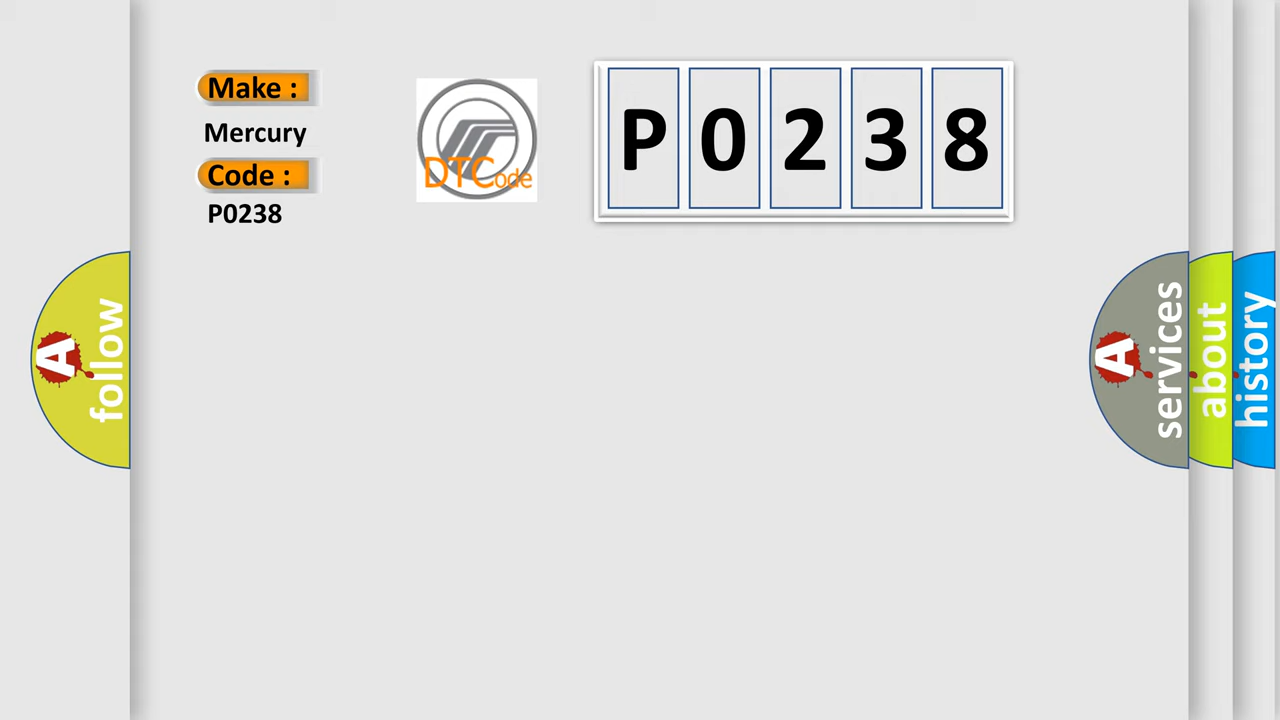 Make :
Mercury
Code :
P0238
DTCode
P 0 2 3 8
A follow
A services
about
history